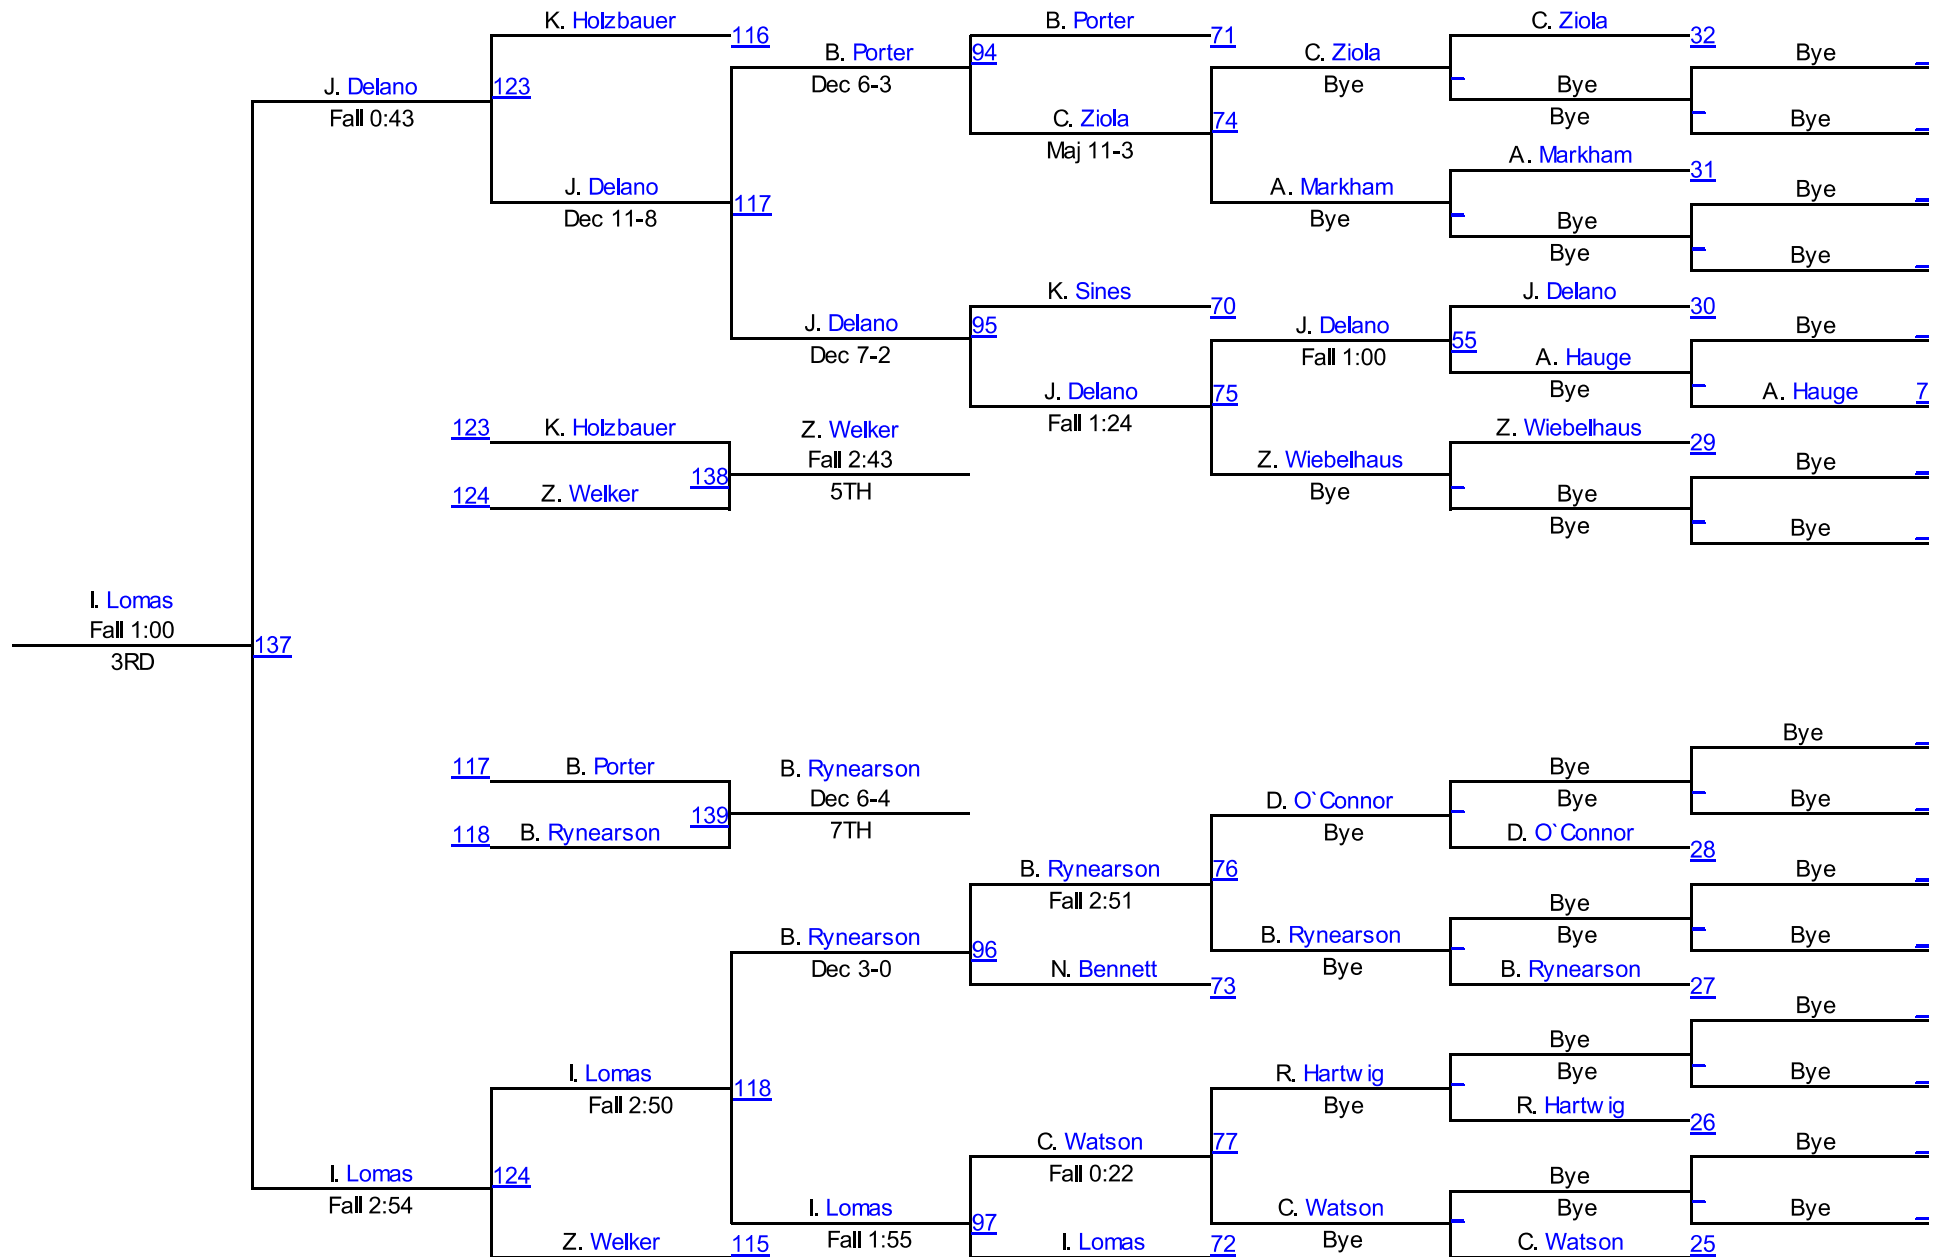 K. Holzbauer
B. Porter
C. Ziola
116
71
32
B. Porter
94
C. Ziola
Bye
Dec 6-3
Bye
Bye
J. Delano
123
Bye
Fall 0:43
C. Ziola
74
Bye
Maj 11-3
A. Markham
31
J. Delano
117
A. Markham
Bye
Dec 11-8
Bye
Bye
Bye
Bye
K. Sines
J. Delano
70
30
J. Delano
95
J. Delano
55
Bye
Dec 7-2
Fall 1:00
A. Hauge
J. Delano
75
Bye
A. Hauge 7
Fall 1:24
123
K. Holzbauer
Z. Welker
Z. Wiebelhaus
29
Fall 2:43
Z. Wiebelhaus
Bye
138
5TH
Bye
124
Z. Welker
Bye
Bye
Bye
I. Lomas
Fall 1:00
137
3RD
Bye
117
B. Porter
B. Rynearson
Bye
Dec 6-4
D. O`Connor
Bye
Bye
139
7TH
Bye
118
B. Rynearson
D. O`Connor
28
B. Rynearson
76
Bye
Fall 2:51
Bye
B. Rynearson
96
B. Rynearson
Bye
Bye
Dec 3-0
N. Bennett
73
Bye
B. Rynearson
27
Bye
Bye
I. Lomas
118
R. Hartwig
Bye
Bye
Fall 2:50
Bye
R. Hartwig
26
C. Watson
77
Bye
I. Lomas
124
Fall 0:22
Bye
Fall 2:54
I. Lomas
97
C. Watson
Bye
Bye
Z. Welker
115
Fall 1:55
I. Lomas
72
Bye
C. Watson
25